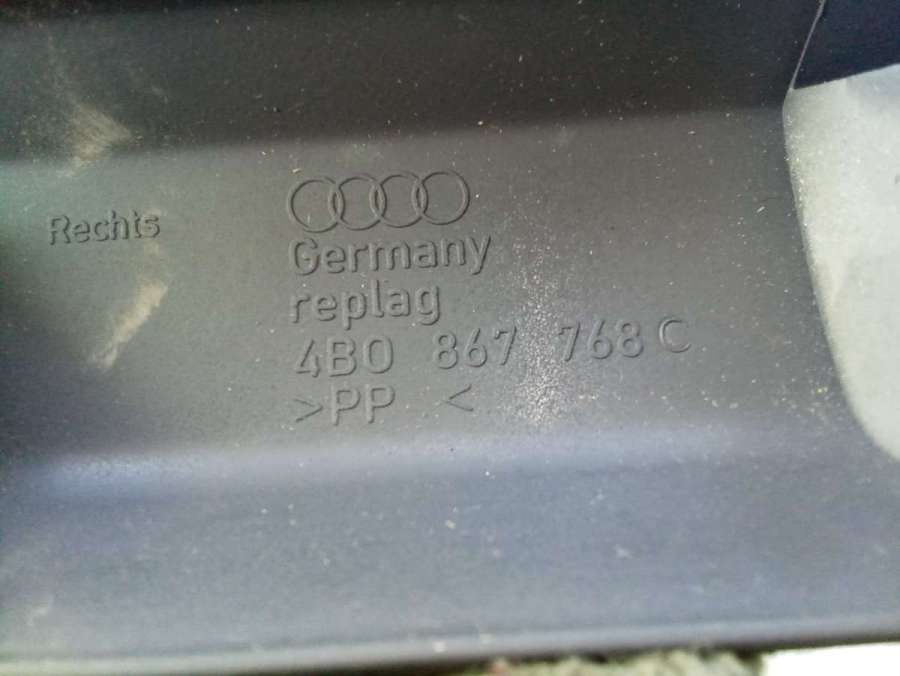 Rechts
Germany
replag
4B0 867 768 C
>PP <